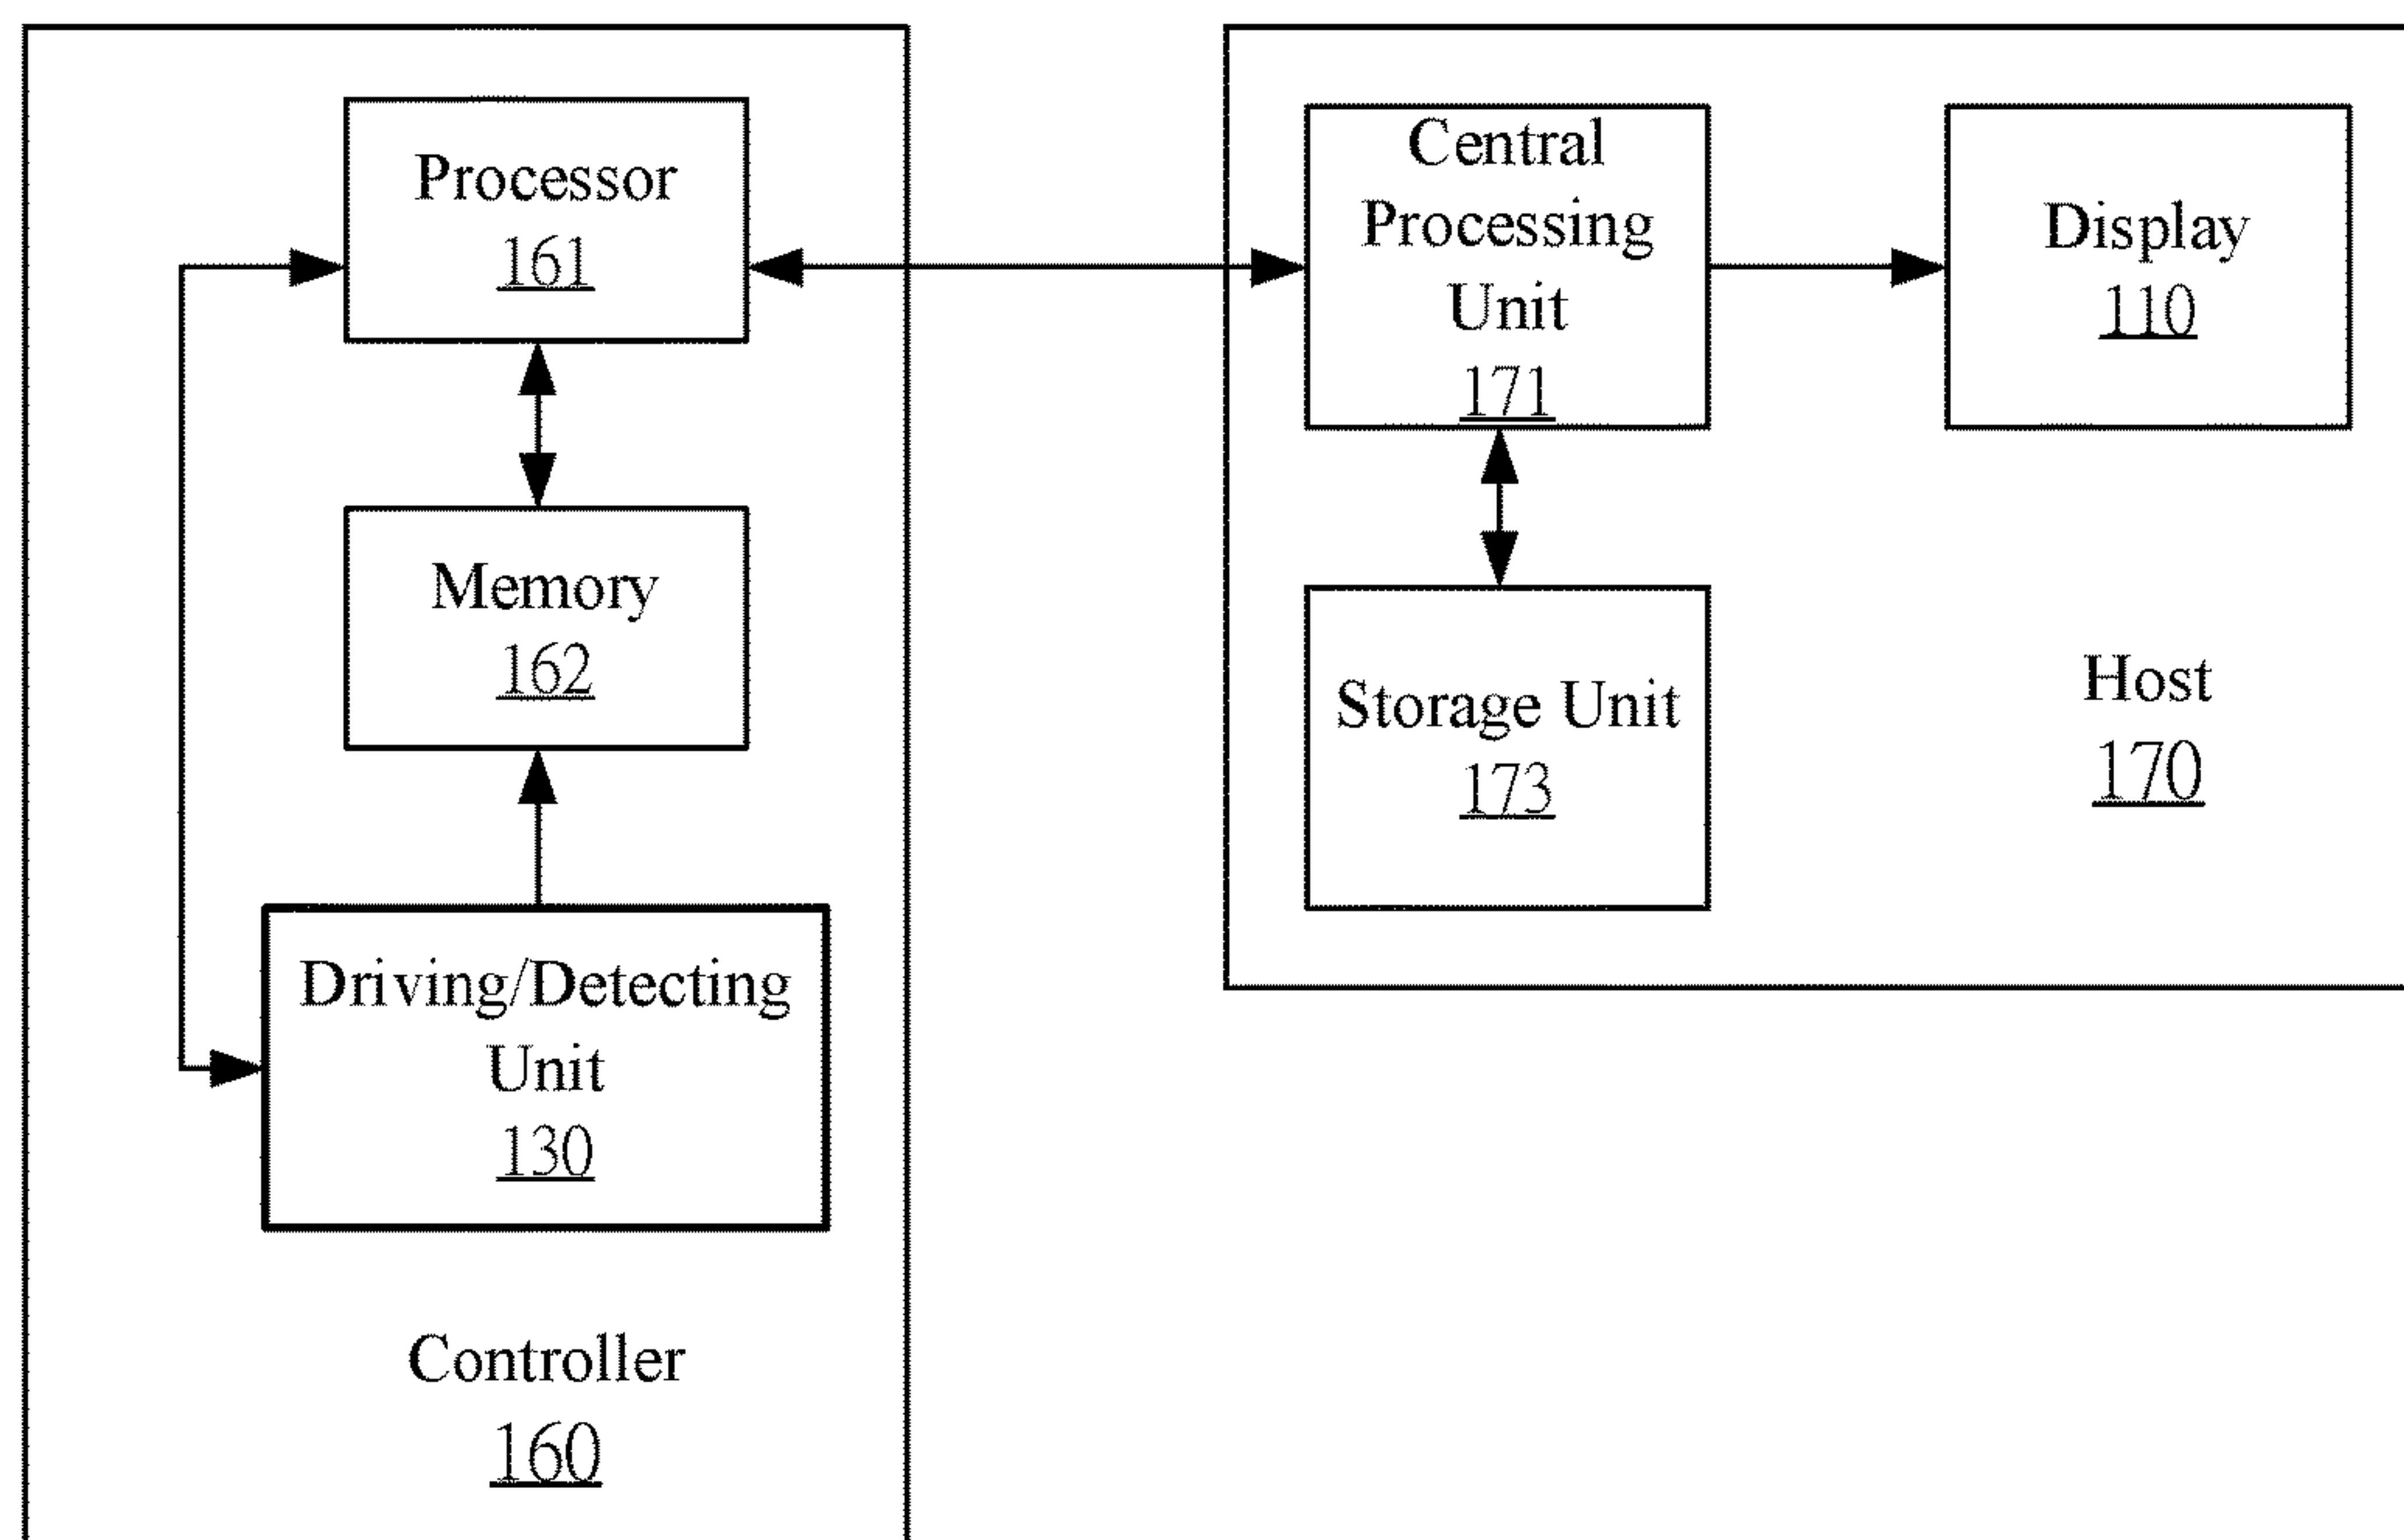 Processor
161
Memory
162
Driving/Detecting
Unit
130
Controller
160
Central
Processing
Unit
171
Display
110
Storage Unit
173
Host
170